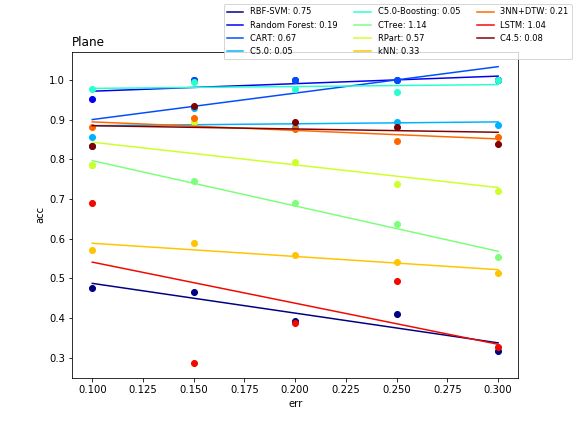 RBF-SVM: 0.75
Random Forest: 0.19
CART: 0.67
C5.0: 0.05
C5.0-Boosting: 0.05
CTree: 1.14
RPart: 0.57
kNN: 0.33
3NN+DTW: 0.21
LSTM: 1.04
C4.5: 0.08
Plane
1.0
0.9
0.8
0.7
0.6
0.5
0.4
0.3
acc
0.100 0.125 0.150 0.175 0.200 0.225 0.250 0.275 0.300
err